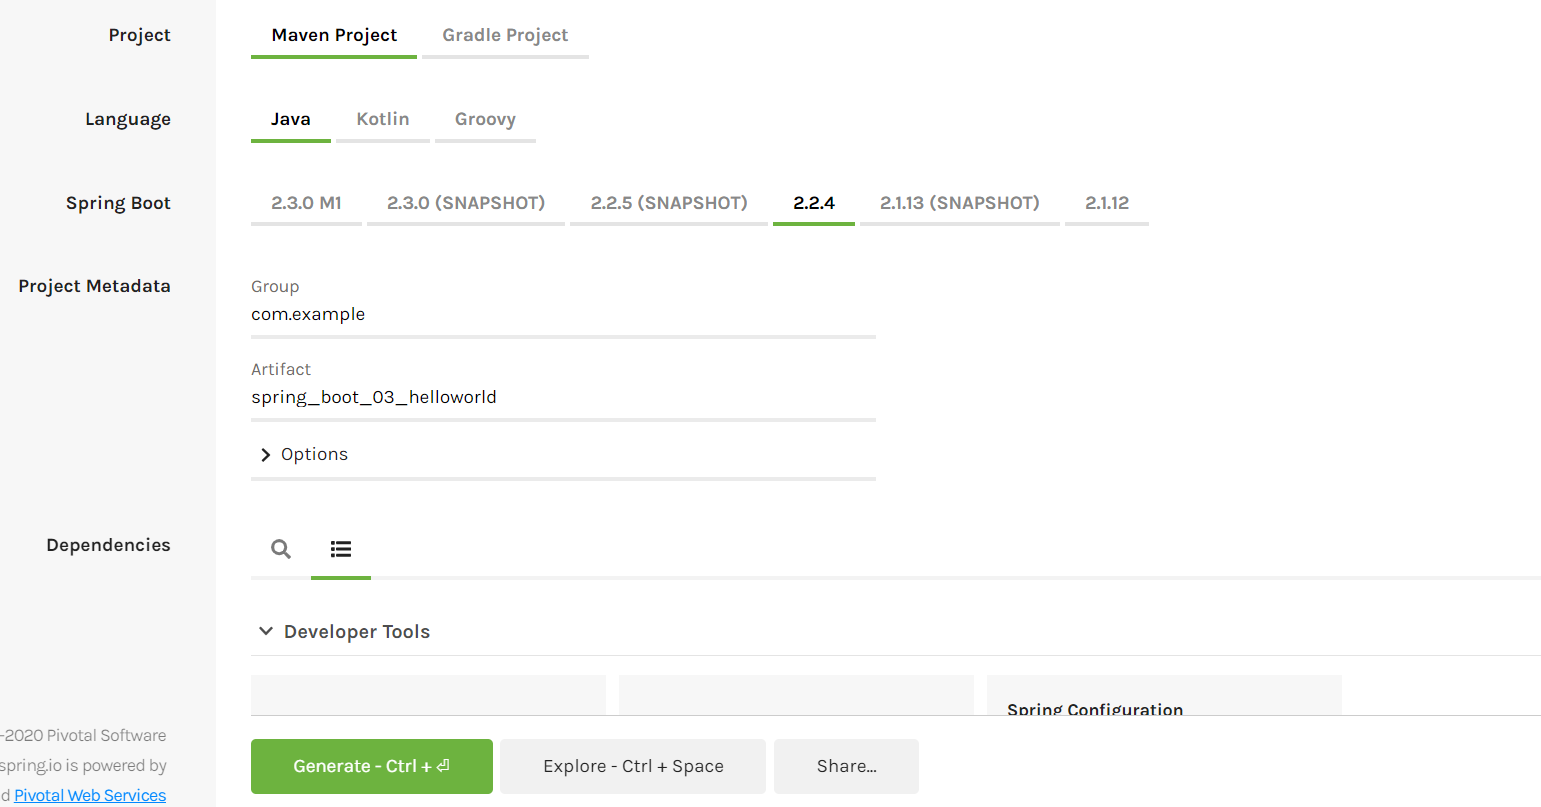 Project
Maven Project Gradle Project
Language
Java Kotlin Groovy
Spring Boot
2.3.0 M1 2.3.0 (SNAPSHOT) 2.2.5 (SNAPSHOT) 2.2.4 2.1.13 (SNAPSHOT) 2.1.12
Project Metadata
Group
com.example
Artifact
spring_boot_03_helloworld
Options
Dependencies
Developer Tools
Spring Configuration
-2020 Pivotal Software
spring.io is powered by
d Pivotal Web Services
Generate - Ctrl + ⏎
Explore - Ctrl + Space
Share...